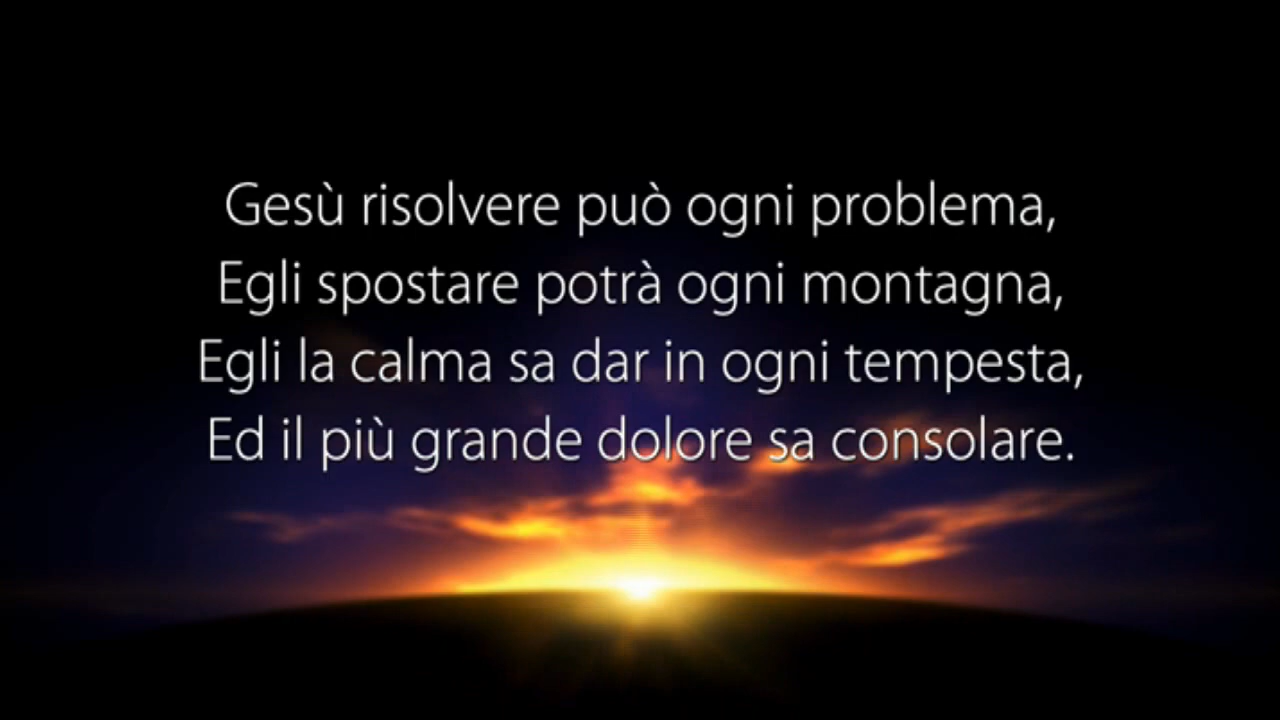 Gesù risolvere può ogni problema,
Egli spostare potrà ogni montagna,
Egli la calma sa dar in ogni tempesta,
Ed il più grande dolore sa consolare.